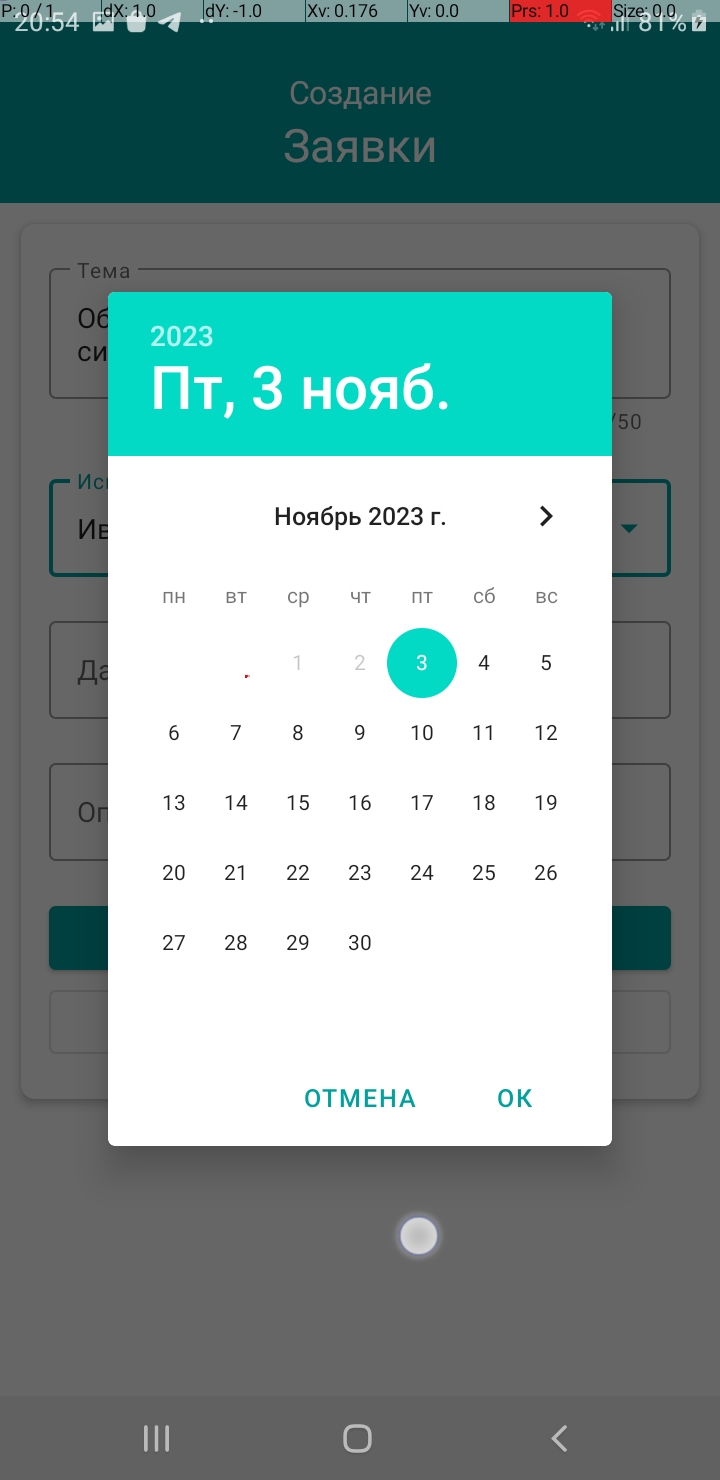 P: 0 / 1 dX: 1.0 dY: -1.0 Xv: 0.176 Yv: 0.0 Prs: 1.0 Size: 0.0
20:54 81%
Создание
Заявки
Тема
Об
си
/50
Ис
Ив
Да
Оп
2023
Пт, 3 нояб.
Ноябрь 2023 г.
пн вт ср чт пт сб вс
1 2 3 4 5
6 7 8 9 10 11 12
13 14 15 16 17 18 19
20 21 22 23 24 25 26
27 28 29 30
ОТМЕНА ОК